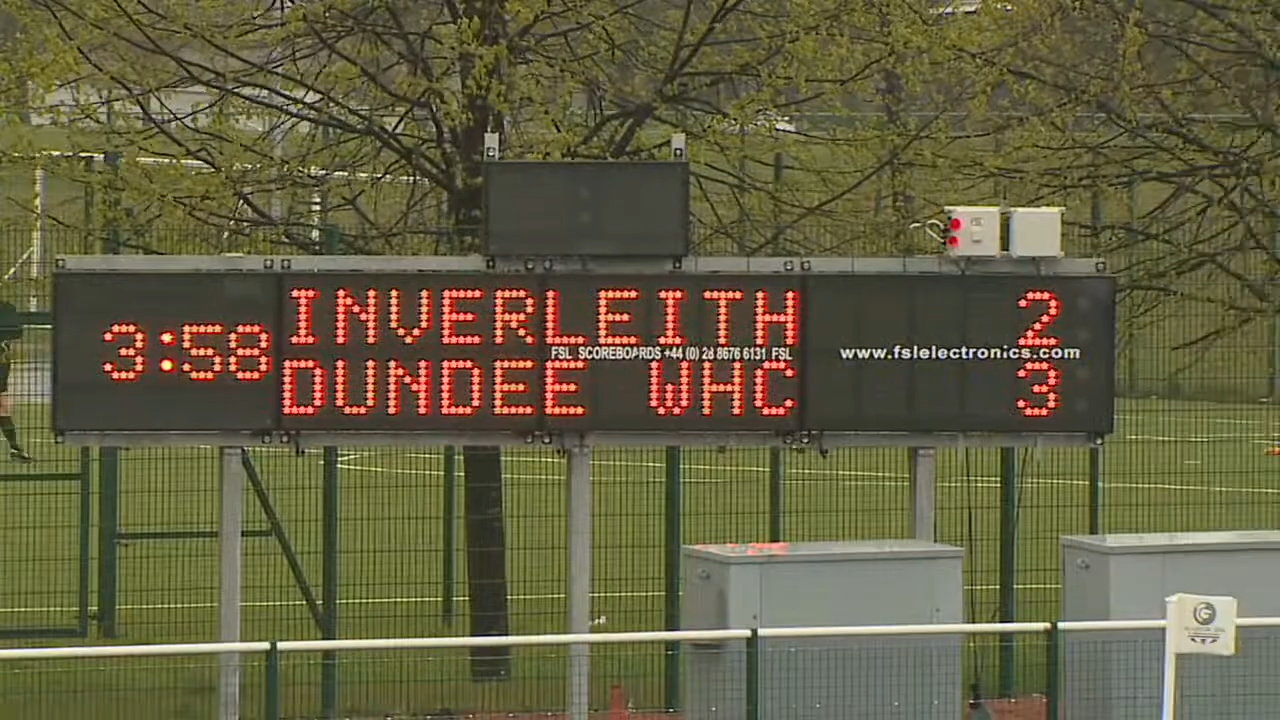 3:58
INVERLEITH 2
FSL SCOREBOARDS +44 (0) 28 8676 6131 FSL
www.fslelectronics.com
DUNDEE WHC 3